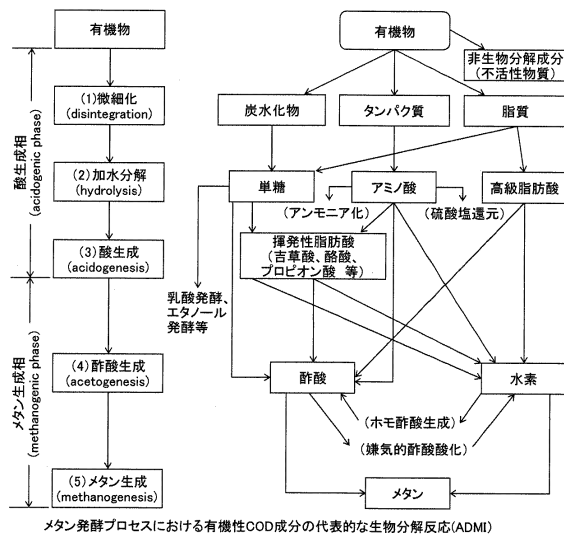 有機物
(1)微細化
(disintegration)
(2)加水分解
(hydrolysis)
(3)酸生成
(acidogenesis)
(4)酢酸生成
(acetogenesis)
(5)メタン生成
(methanogenesis)
酸生成相
(acidogenic phase)
メタン生成相
(methanogenic phase)
有機物
非生物分解成分
(不活性物質)
炭水化物
タンパク質
脂質
単糖
アミノ酸
高級脂肪酸
(アンモニア化)
(硫酸塩還元)
揮発性脂肪酸
(吉草酸、酪酸、
プロピオン酸 等)
乳酸発酵、
エタノール
発酵等
酢酸
水素
(ホモ酢酸生成)
(嫌気的酢酸酸化)
メタン
メタン発酵プロセスにおける有機性COD成分の代表的な生物分解反応(ADMI)